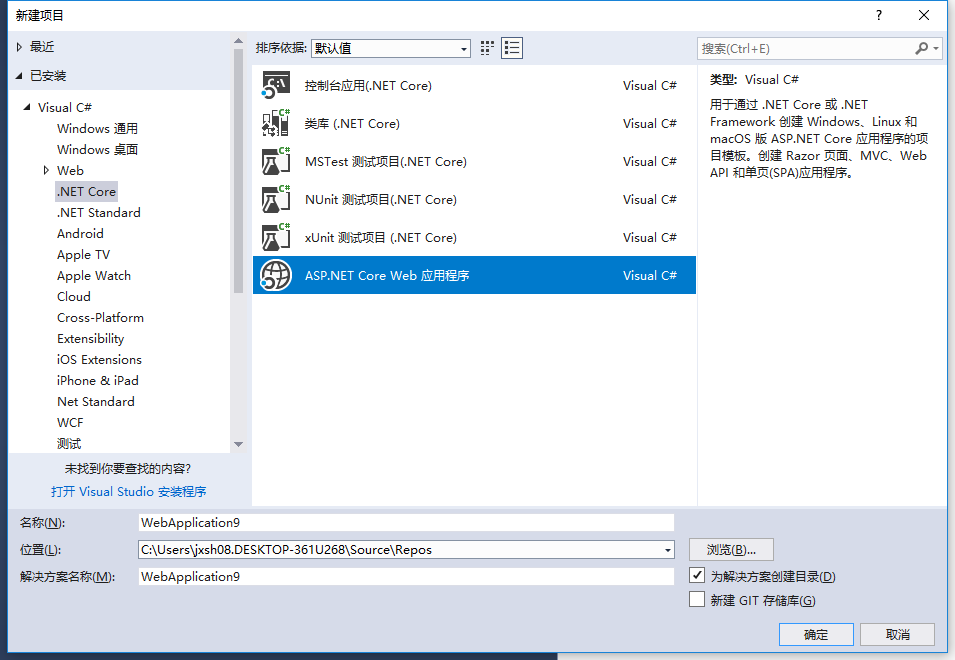 新建项目
?
最近
已安装
Visual C#
Windows 通用
Windows 桌面
Web
.NET Core
.NET Standard
Android
Apple TV
Apple Watch
Cloud
Cross-Platform
Extensibility
iOS Extensions
iPhone & iPad
Net Standard
WCF
测试
未找到你要查找的内容?
打开 Visual Studio 安装程序
排序依据: 默认值
控制台应用(.NET Core) Visual C#
类库 (.NET Core) Visual C#
MSTest 测试项目(.NET Core) Visual C#
NUnit 测试项目(.NET Core) Visual C#
xUnit 测试项目 (.NET Core) Visual C#
ASP.NET Core Web 应用程序 Visual C#
搜索(Ctrl+E)
类型: Visual C#
用于通过 .NET Core 或 .NET
Framework 创建 Windows、Linux 和
macOS 版 ASP.NET Core 应用程序的项
目模板。创建 Razor 页面、MVC、Web
API 和单页(SPA)应用程序。
名称(N): WebApplication9
位置(L): C:\Users\jxsh08.DESKTOP-361U268\Source\Repos 浏览(B)...
解决方案名称(M): WebApplication9
为解决方案创建目录(D)
新建 GIT 存储库(G)
确定 取消